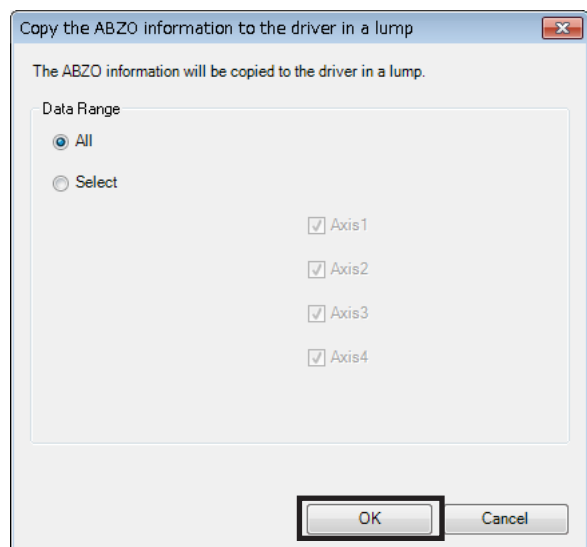 Copy the ABZO information to the driver in a lump
The ABZO information will be copied to the driver in a lump.
Data Range
All
Select
Axis1
Axis2
Axis3
Axis4
OK
Cancel